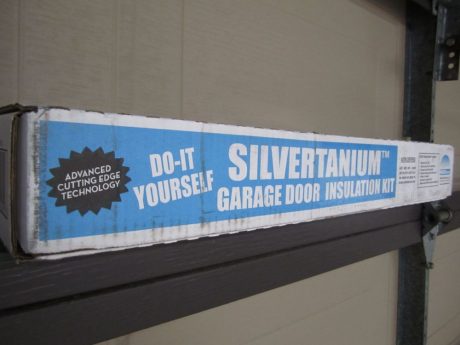 ADVANCED
CUTTING EDGE
TECHNOLOGY
DO-IT
YOURSELF
SILVERTANIUM™
GARAGE DOOR INSULATION KIT